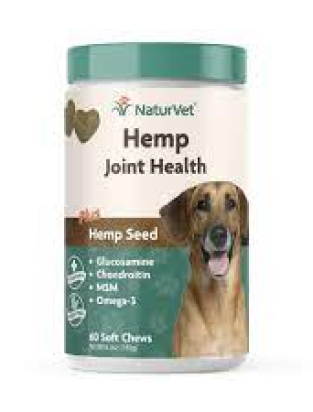 NaturVet
Hemp
Joint Health
plus
Hemp Seed
• Glucosamine
• Chondroitin
• MSM
• Omega-3
60 Soft Chews